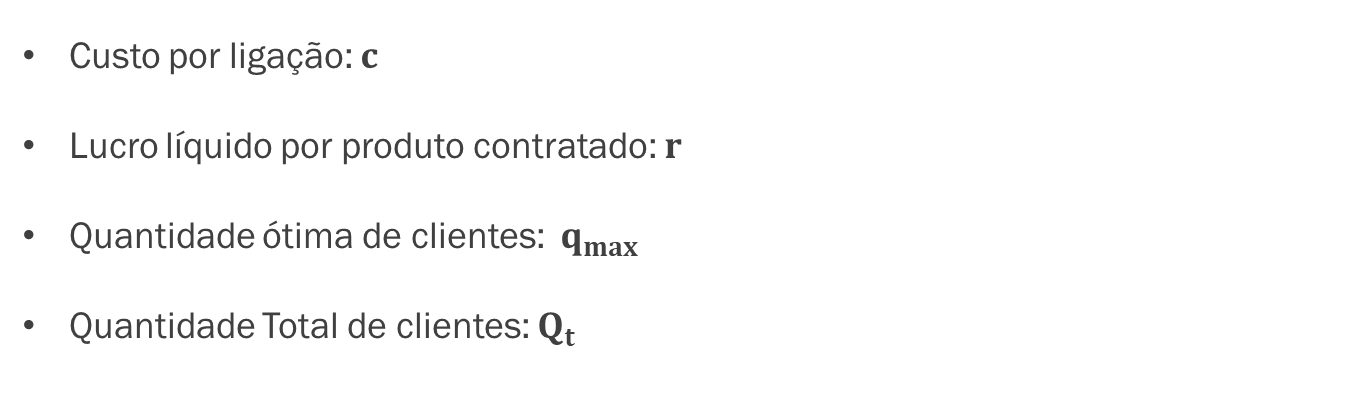 • Custo por ligação: c
• Lucro líquido por produto contratado: r
• Quantidade ótima de clientes: qmax
• Quantidade Total de clientes: Qt